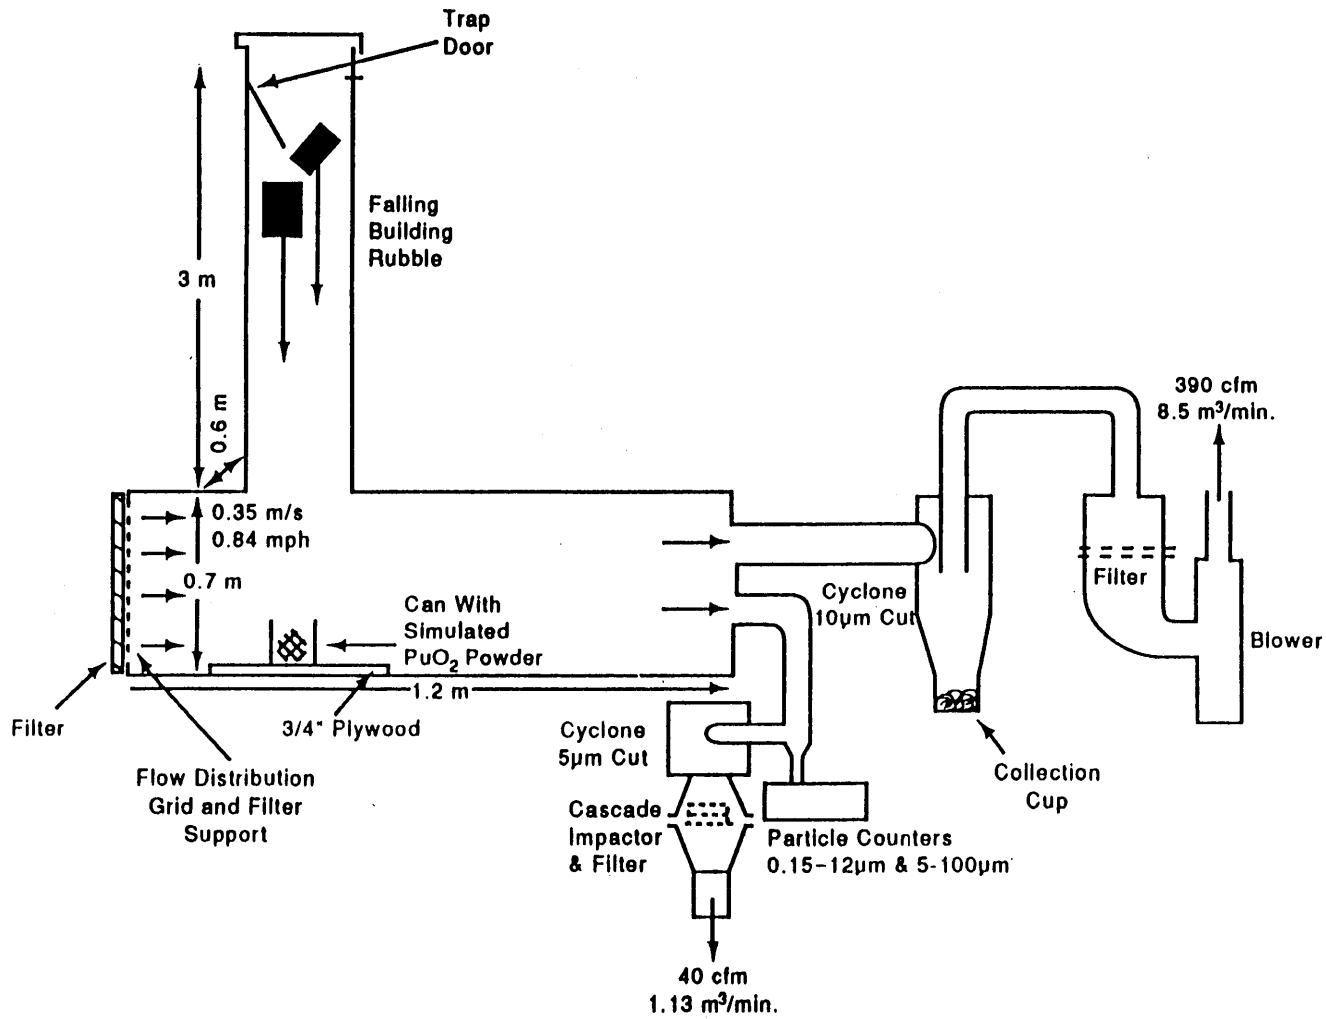 Trap
Door
Falling
Building
Rubble
3 m
0.6 m
390 cfm
8.5 m³/min.
0.35 m/s
0.84 mph
0.7 m
Can With
Simulated
PuO₂ Powder
Cyclone
10µm Cut
Filter
Blower
1.2 m
Filter
3/4" Plywood
Flow Distribution
Grid and Filter
Support
Cyclone
5µm Cut
Collection
Cup
Cascade
Impactor
& Filter
Particle Counters
0.15-12µm & 5-100µm
40 cfm
1.13 m³/min.